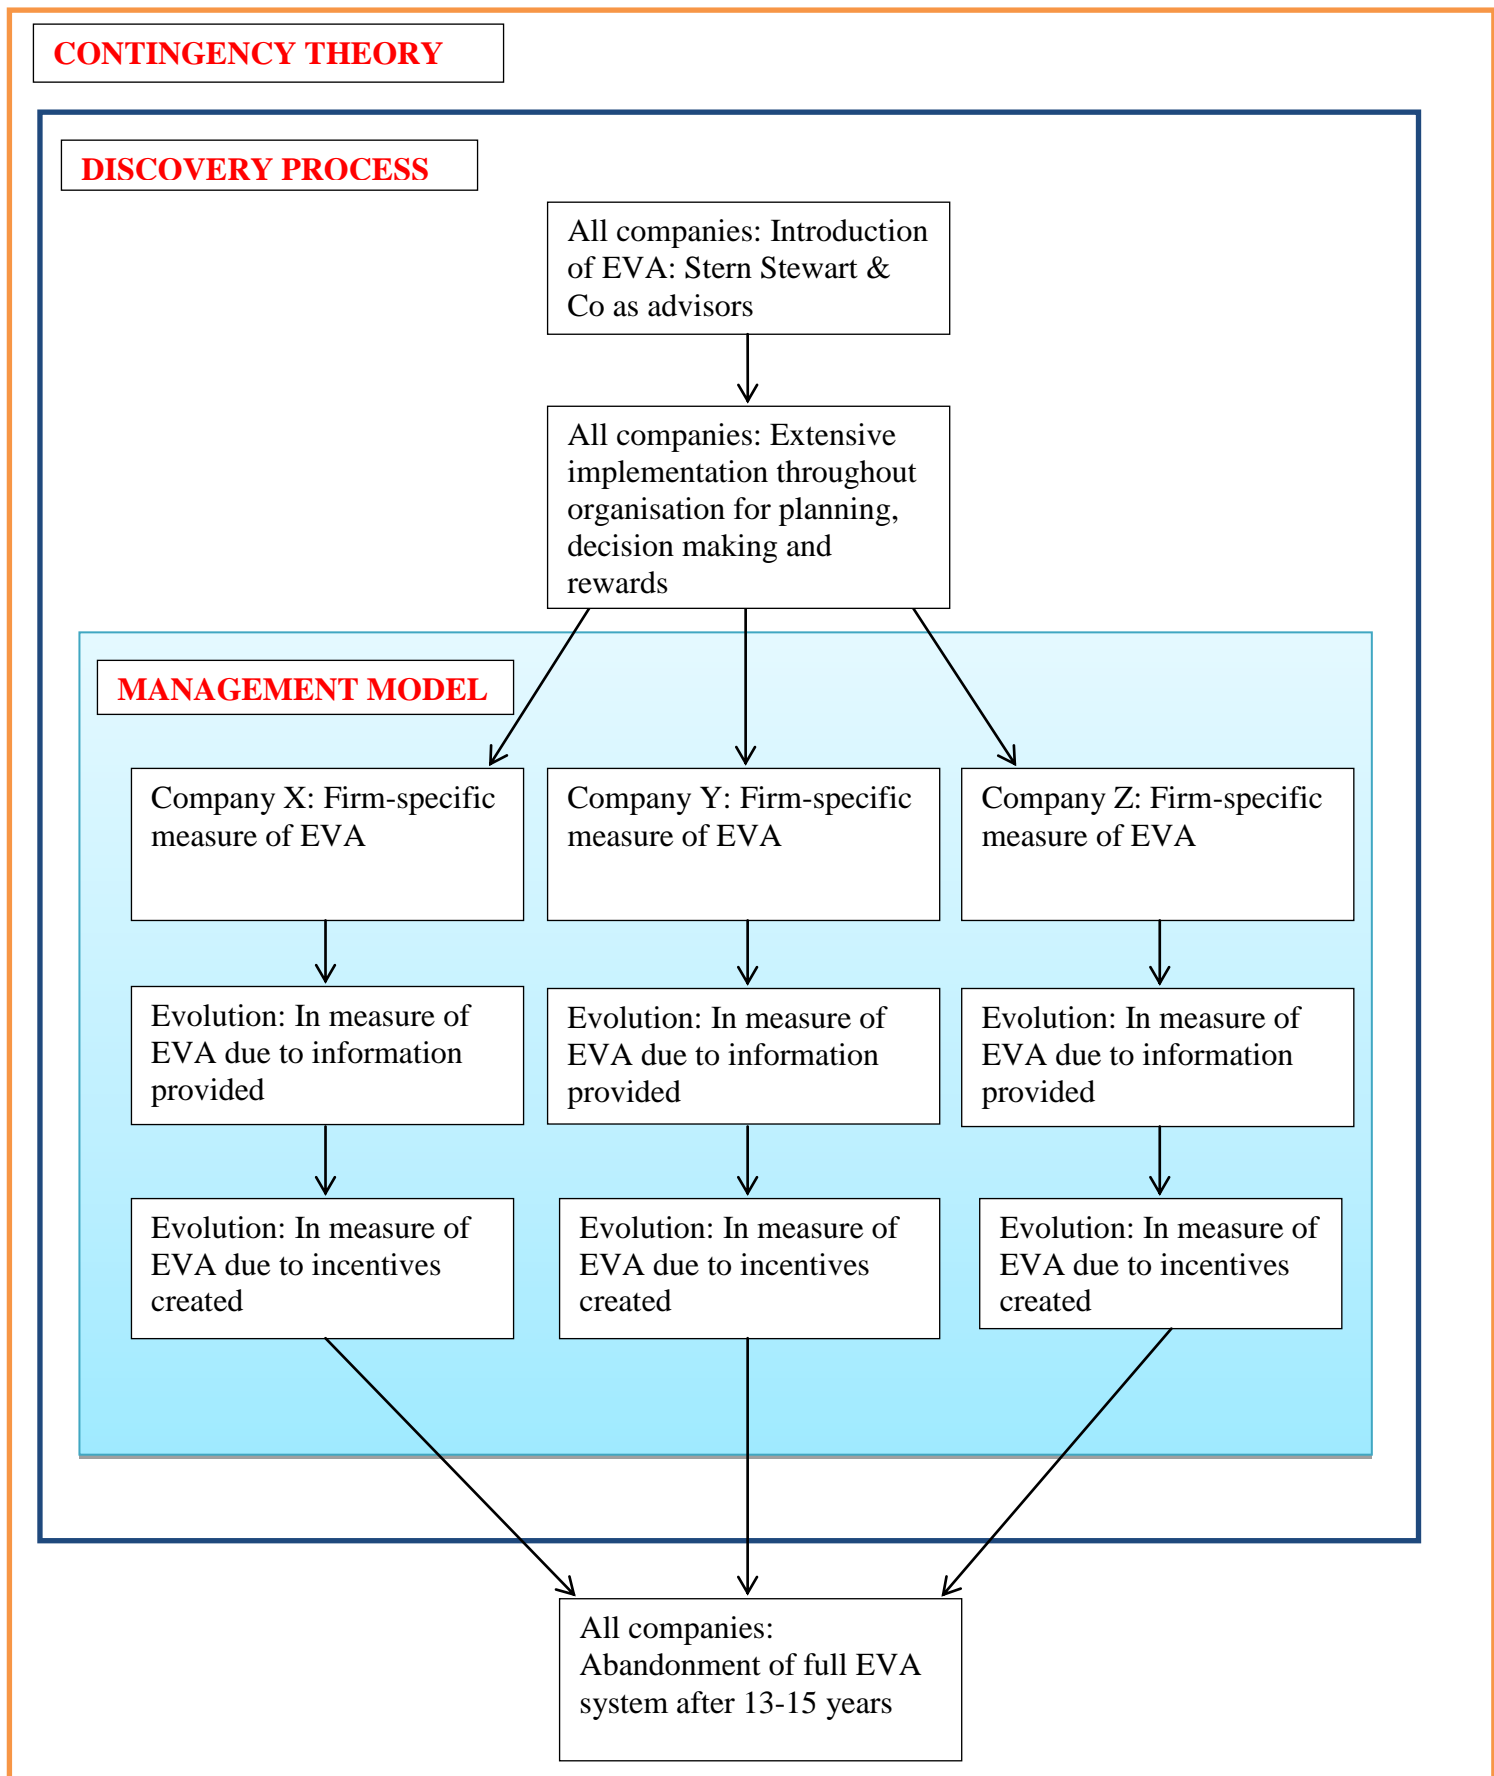 CONTINGENCY THEORY
DISCOVERY PROCESS
All companies: Introduction
of EVA: Stern Stewart &
Co as advisors
All companies: Extensive
implementation throughout
organisation for planning,
decision making and
rewards
MANAGEMENT MODEL
Company X: Firm-specific
measure of EVA
Company Y: Firm-specific
measure of EVA
Company Z: Firm-specific
measure of EVA
Evolution: In measure of
EVA due to information
provided
Evolution: In measure of
EVA due to information
provided
Evolution: In measure of
EVA due to information
provided
Evolution: In measure of
EVA due to incentives
created
Evolution: In measure of
EVA due to incentives
created
Evolution: In measure of
EVA due to incentives
created
All companies:
Abandonment of full EVA
system after 13-15 years